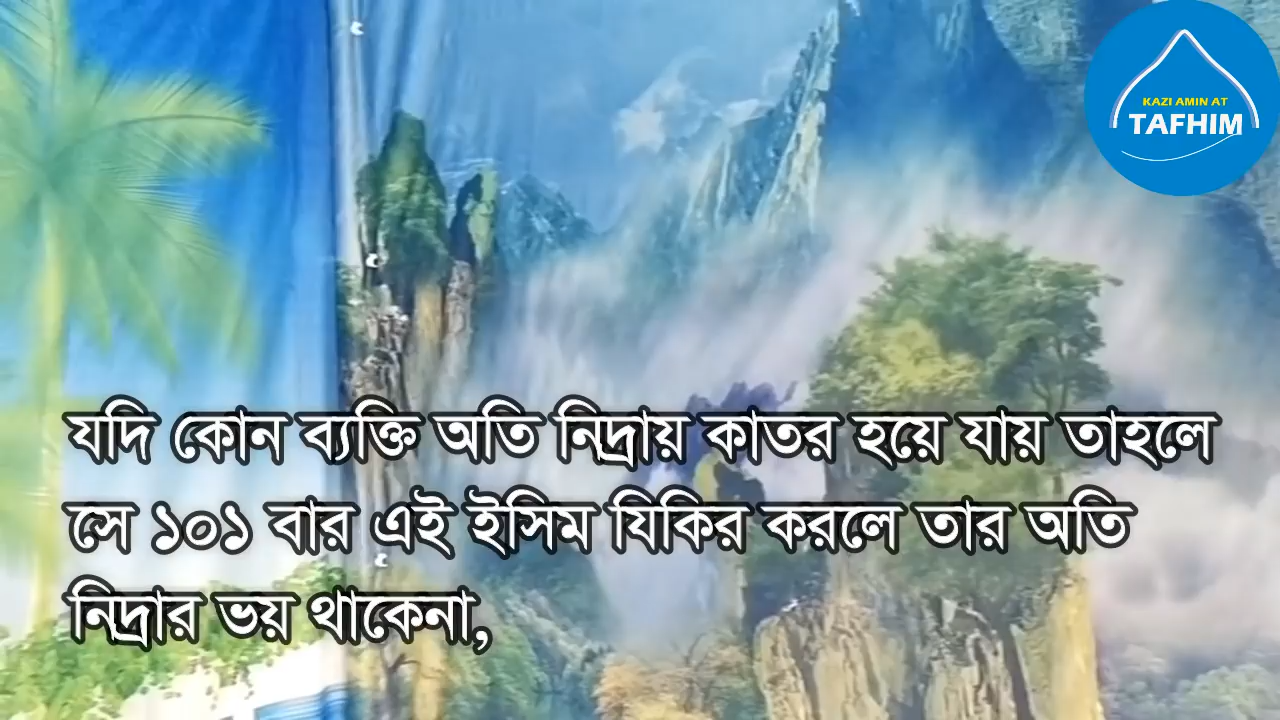 KAZI AMIN AT
TAFHIM
যদি কোন ব্যক্তি অতি নিদ্রায় কাতর হয়ে যায় তাহলে
সে ১০১ বার এই ইসিম যিকির করলে তার অতি
নিদ্রার ভয় থাকেনা,